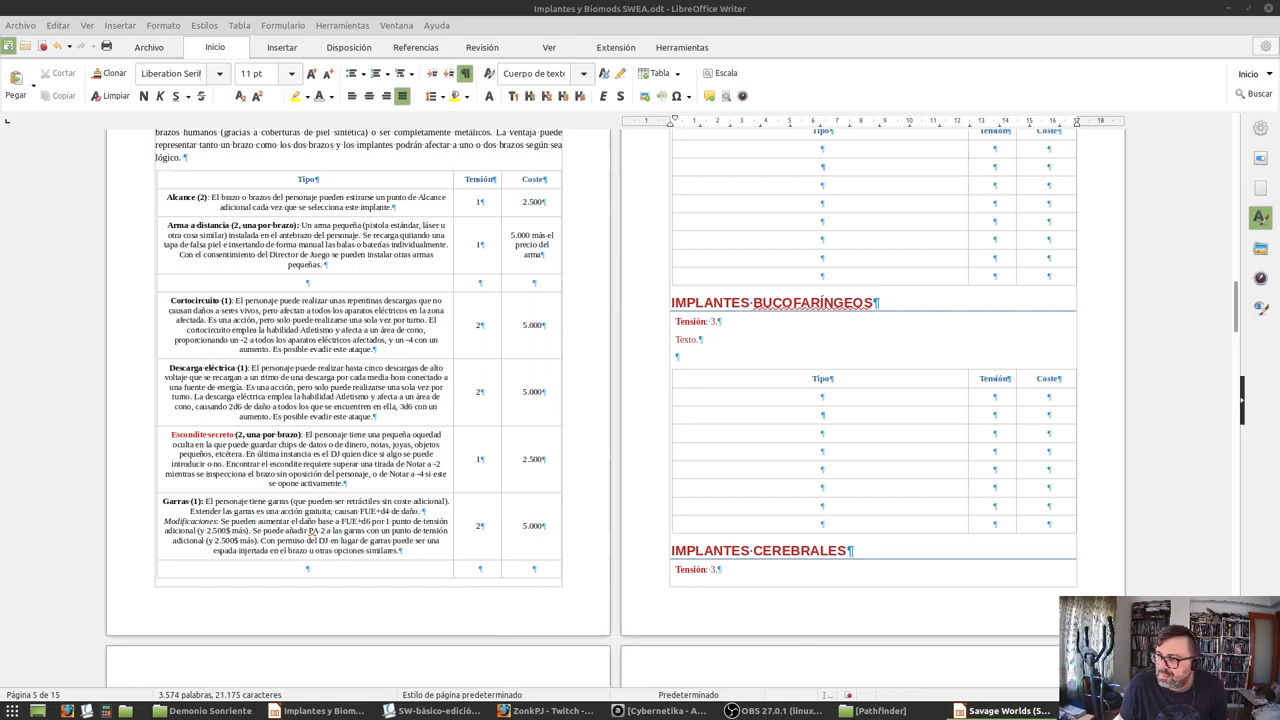 Implantes y Biomods SWEA.odt - LibreOffice Writer
Archivo Editar Ver Insertar Formato Estilos Tabla Formulario Herramientas Ventana Ayuda
Archivo Inicio Insertar Disposición Referencias Revisión Ver Extensión Herramientas
Cortar Clonar Liberation Serif 11 pt Cuerpo de texto Tabla Escala Inicio
Pegar Copiar Limpiar Buscar
1 1 2 3 4 5 6 7 8 9 10 11 12 13 14 15 16 17 18
brazos humanos (gracias a coberturas de piel sintética) o ser completamente metálicos. La ventaja puede
representar tanto un brazo como los dos brazos y los implantes podrán afectar a uno o dos brazos según sea
lógico. ¶
Tipo¶ Tensión¶ Coste¶
Alcance (2): El brazo o brazos del personaje pueden estirarse un punto de Alcance
adicional cada vez que se selecciona este implante.¶
1¶ 2.500¶
Arma a distancia (2, una por brazo): Un arma pequeña (pistola estándar, láser u
otra cosa similar) instalada en el antebrazo del personaje. Se recarga quitando una
tapa de falsa piel e insertando de forma manual las balas o baterías individualmente.
Con el consentimiento del Director de Juego se pueden instalar otras armas
pequeñas. ¶
1¶
5.000 más el
precio del
arma¶
¶ ¶ ¶
Cortocircuito (1): El personaje puede realizar unas repentinas descargas que no
causan daños a seres vivos, pero afectan a todos los aparatos eléctricos en la zona
afectada. Es una acción, pero solo puede realizarse una sola vez por turno. El
cortocircuito emplea la habilidad Atletismo y afecta a un área de cono,
proporcionando un -2 a todos los aparatos eléctricos afectados, y un -4 con un
aumento. Es posible evadir este ataque.¶
2¶ 5.000¶
Descarga eléctrica (1): El personaje puede realizar hasta cinco descargas de alto
voltaje que se recargan a un ritmo de una descarga por cada media hora conectado a
una fuente de energía. Es una acción, pero solo puede realizarse una sola vez por
turno. La descarga eléctrica emplea la habilidad Atletismo y afecta a un área de
cono, causando 2d6 de daño a todos los que se encuentren en ella, 3d6 con un
aumento. Es posible evadir este ataque.¶
2¶ 5.000¶
Escondite secreto (2, una por brazo): El personaje tiene una pequeña oquedad
oculta en la que puede guardar chips de datos o de dinero, notas, joyas, objetos
pequeños, etcétera. En última instancia es el DJ quien dice si algo se puede
introducir o no. Encontrar el escondite requiere superar una tirada de Notar a -2
mientras se inspecciona el brazo sin oposición del personaje, o de Notar a -4 si este
se opone activamente.¶
1¶ 2.500¶
Garras (1): El personaje tiene garras (que pueden ser retráctiles sin coste adicional).
Extender las garras es una acción gratuita; causan FUE+d4 de daño. ¶
Modificaciones: Se pueden aumentar el daño base a FUE+d6 por 1 punto de tensión
adicional (y 2.500$ más). Se puede añadir PA 2 a las garras con un punto de tensión
adicional (y 2.500$ más). Con permiso del DJ en lugar de garras puede ser una
espada injertada en el brazo u otras opciones similares.¶
2¶ 5.000¶
¶ ¶ ¶
Tipo¶ Tensión¶ Coste¶
¶ ¶ ¶
¶ ¶ ¶
¶ ¶ ¶
¶ ¶ ¶
¶ ¶ ¶
¶ ¶ ¶
¶ ¶ ¶
¶ ¶ ¶
IMPLANTES BUCOFARÍNGEOS¶
Tensión: 3.¶
Texto.¶
¶
Tipo¶ Tensión¶ Coste¶
¶ ¶ ¶
¶ ¶ ¶
¶ ¶ ¶
¶ ¶ ¶
¶ ¶ ¶
¶ ¶ ¶
¶ ¶ ¶
¶ ¶ ¶
IMPLANTES CEREBRALES¶
Tensión: 3.¶
Página 5 de 15 3.574 palabras, 21.175 caracteres Estilo de página predeterminado Predeterminado
Demonio Sonriente Implantes y Biom... SW-básico-edició... ZonkPJ - Twitch -... [Cybernetika – A... OBS 27.0.1 (linux... [Pathfinder] Savage Worlds (S...